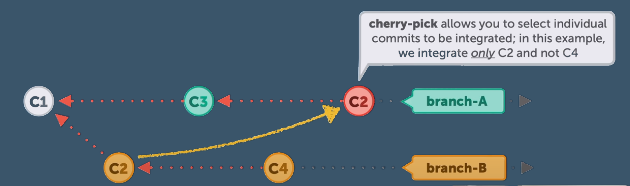 cherry-pick allows you to select individual
commits to be integrated; in this example,
we integrate only C2 and not C4
C1
C3
C2
branch-A
C2
C4
branch-B